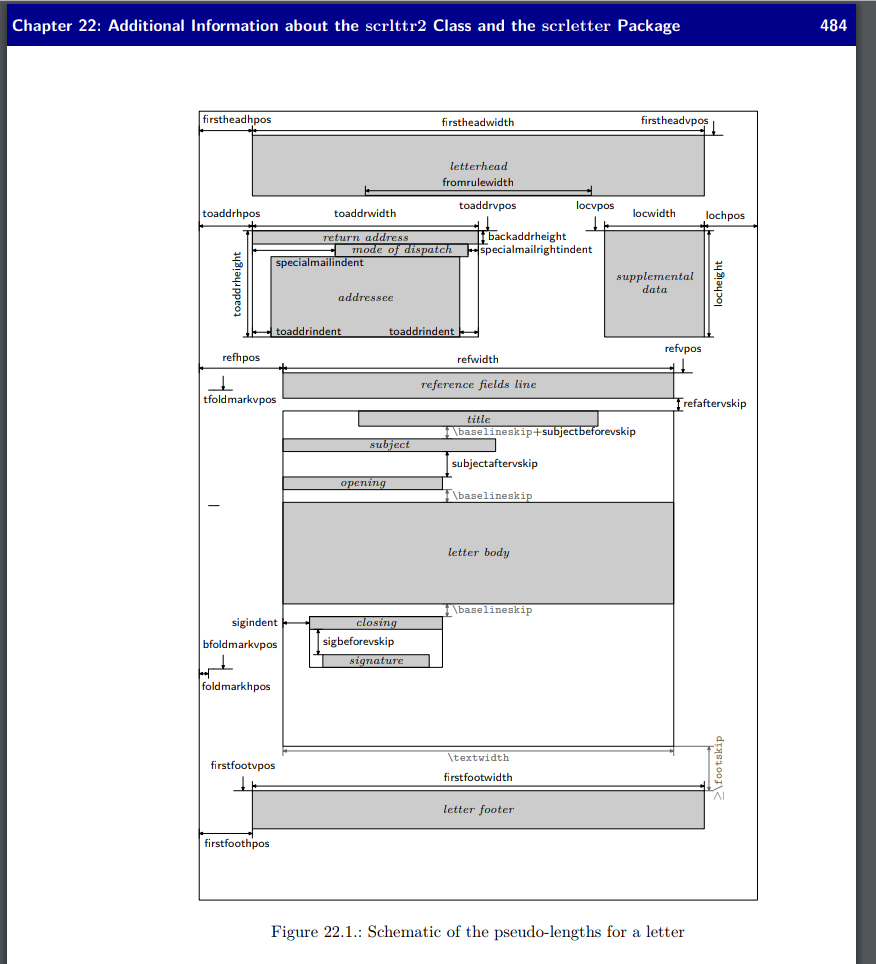 Chapter 22: Additional Information about the scrlttr2 Class and the scrletter Package 484
firstheadhpos firstheadwidth firstheadvpos
letterhead
fromrulewidth
toaddrvpos locvpos
toaddrhpos toaddrwidth locwidth lochpos
return address backaddrheight
mode of dispatch specialmailrightindent
specialmailindent
toaddrheight
addressee
supplemental
data
locheight
toaddrindent toaddrindent
refvpos
refhpos refwidth
reference fields line
tfoldmarkvpos
refaftervskip
title
\baselineskip+subjectbeforevskip
subject
subjectaftervskip
opening
\baselineskip
letter body
\baselineskip
sigindent closing
bfoldmarkvpos sigbeforevskip
signature
foldmarkhpos
\textwidth
≥\footskip
firstfootvpos
firstfootwidth
letter footer
firstfoothpos
Figure 22.1.: Schematic of the pseudo-lengths for a letter